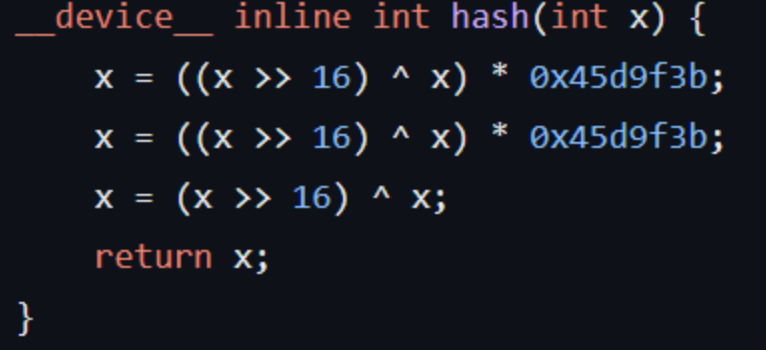 __device__ inline int hash(int x) {
    x = ((x >> 16) ^ x) * 0x45d9f3b;
    x = ((x >> 16) ^ x) * 0x45d9f3b;
    x = (x >> 16) ^ x;
    return x;
}